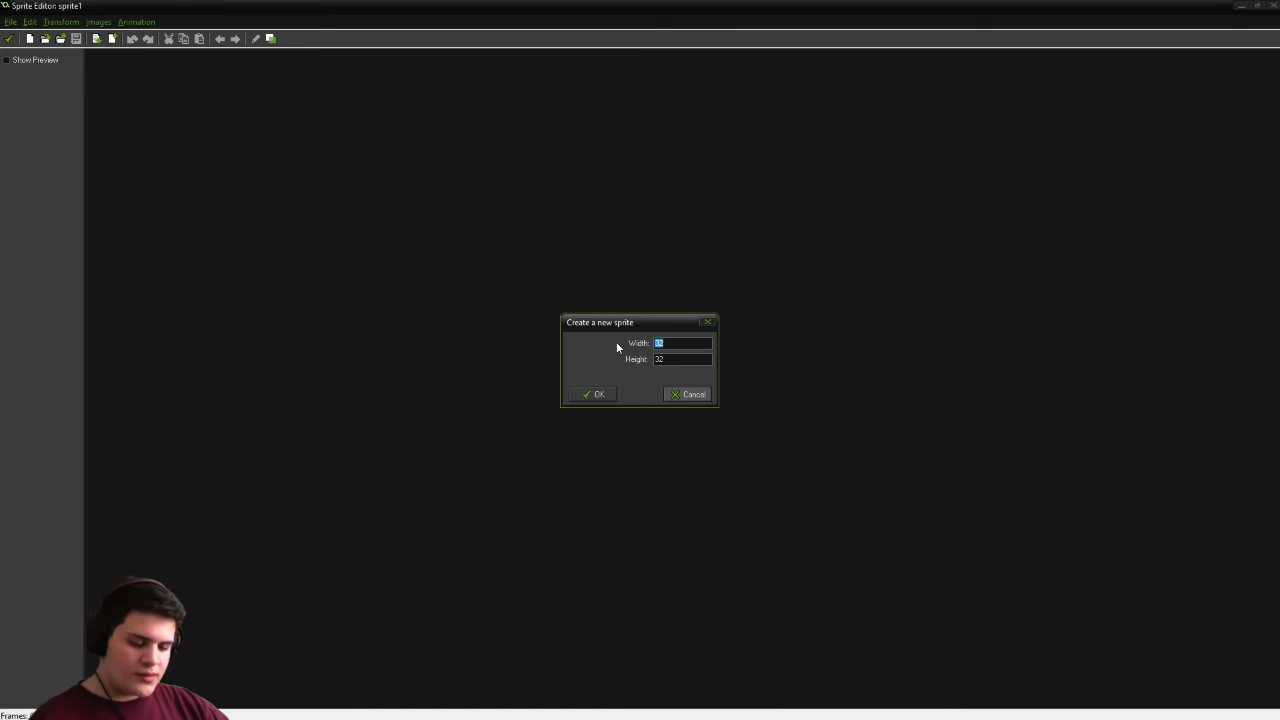 Sprite Editor: sprite1
File Edit Transform Images Animation
Show Preview
Create a new sprite
Width: 32
Height: 32
OK
Cancel
Frames: